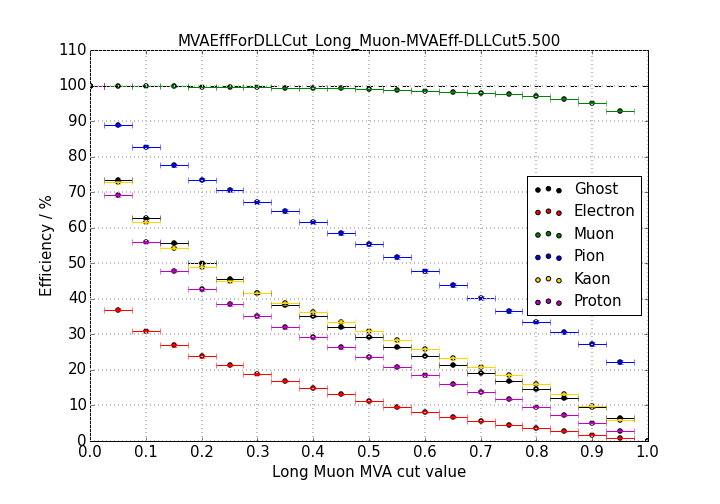 MVAEffForDLLCut_Long_Muon-MVAEff-DLLCut5.500
110
100
90
80
70
60
50
40
30
20
10
0
Efficiency / %
Ghost
Electron
Muon
Pion
Kaon
Proton
0.0 0.1 0.2 0.3 0.4 0.5 0.6 0.7 0.8 0.9 1.0
Long Muon MVA cut value